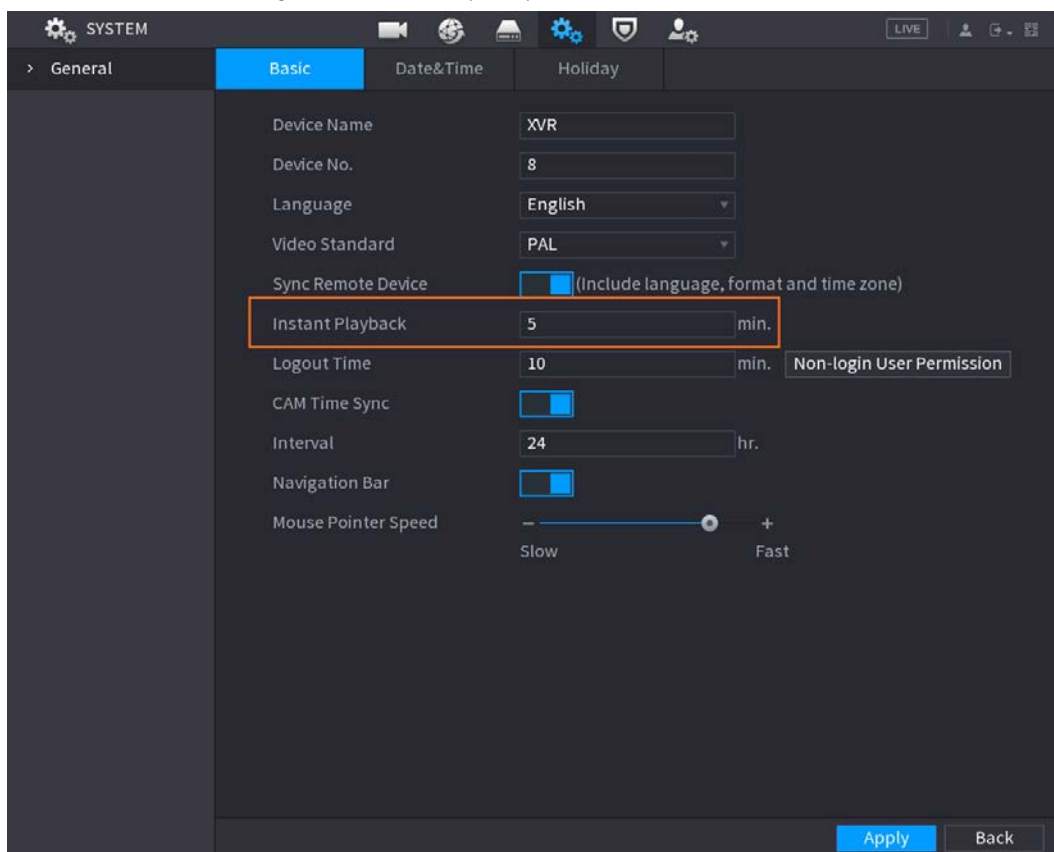 SYSTEM
LIVE
General
Basic Date&Time Holiday
Device Name XVR
Device No. 8
Language English
Video Standard PAL
Sync Remote Device (Include language, format and time zone)
Instant Playback 5 min.
Logout Time 10 min. Non-login User Permission
CAM Time Sync
Interval 24 hr.
Navigation Bar
Mouse Pointer Speed
Slow Fast
Apply Back